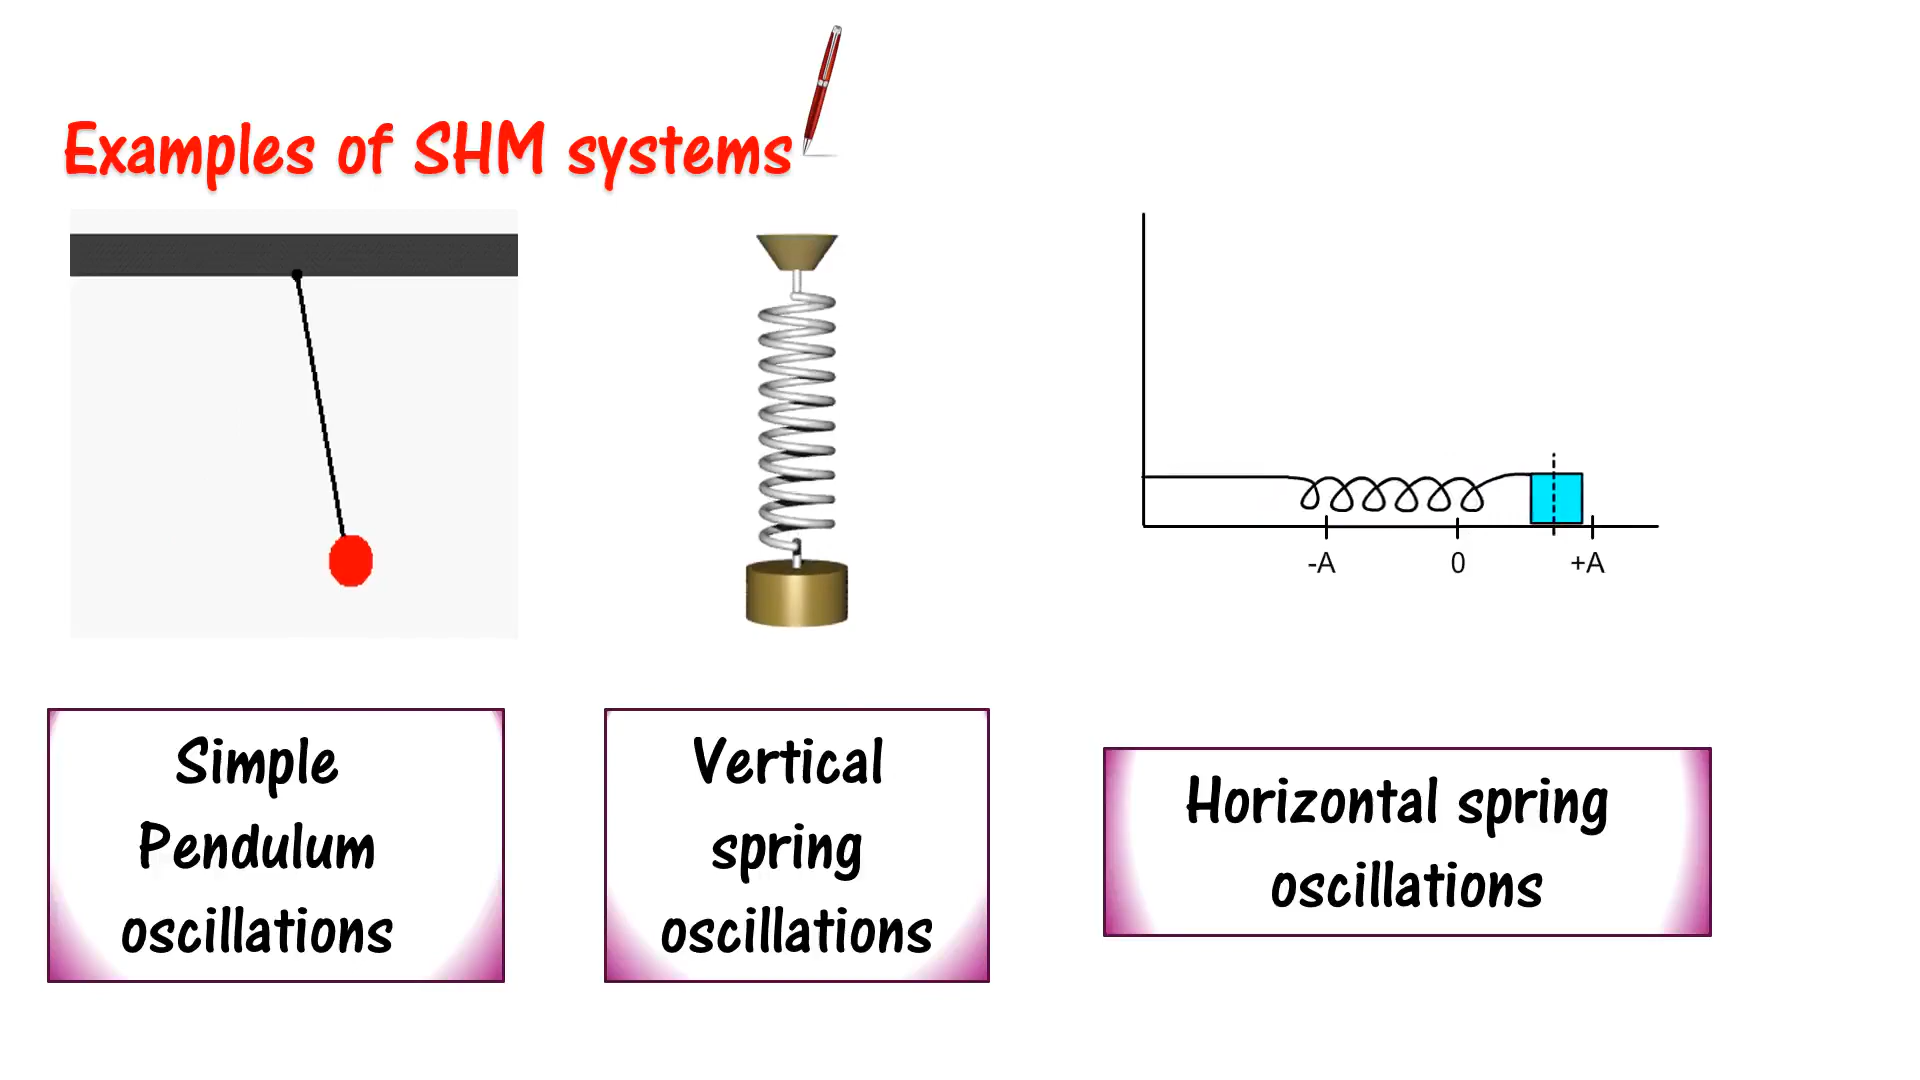 Examples of SHM systems
-A
0
+A
Simple
Pendulum
oscillations
Vertical
spring
oscillations
Horizontal spring
oscillations